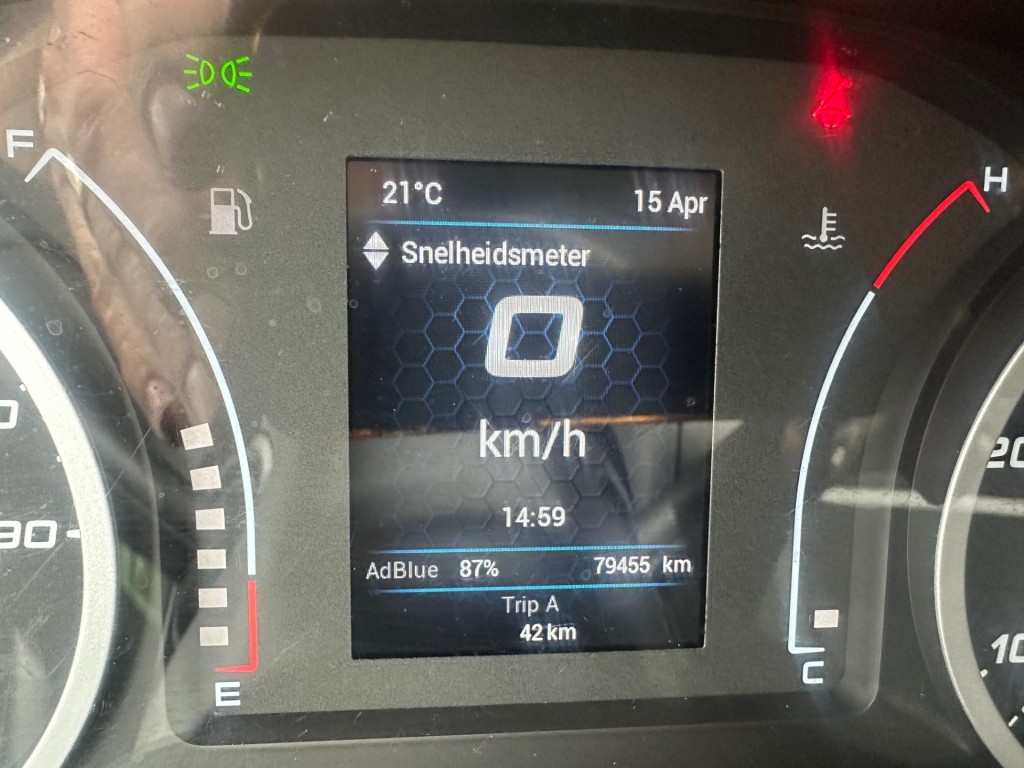 F
21°C 15 Apr
H
Snelheidsmeter
0
km/h
14:59
AdBlue 87% 79455 km
Trip A
42 km
E
C